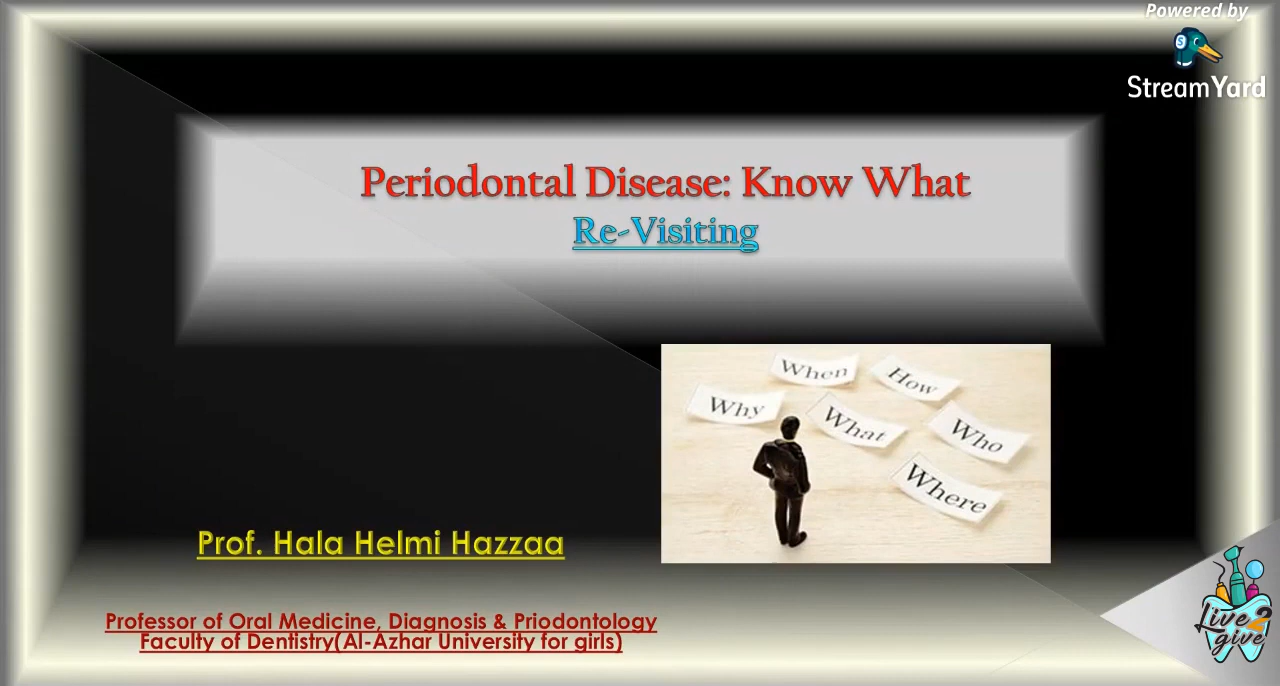 Powered by
StreamYard
Periodontal Disease: Know What
Re-Visiting
When
How
Why
What
Who
Where
Prof. Hala Helmi Hazzaa
Professor of Oral Medicine, Diagnosis & Priodontology
Faculty of Dentistry(Al-Azhar University for girls)
Live 2
give